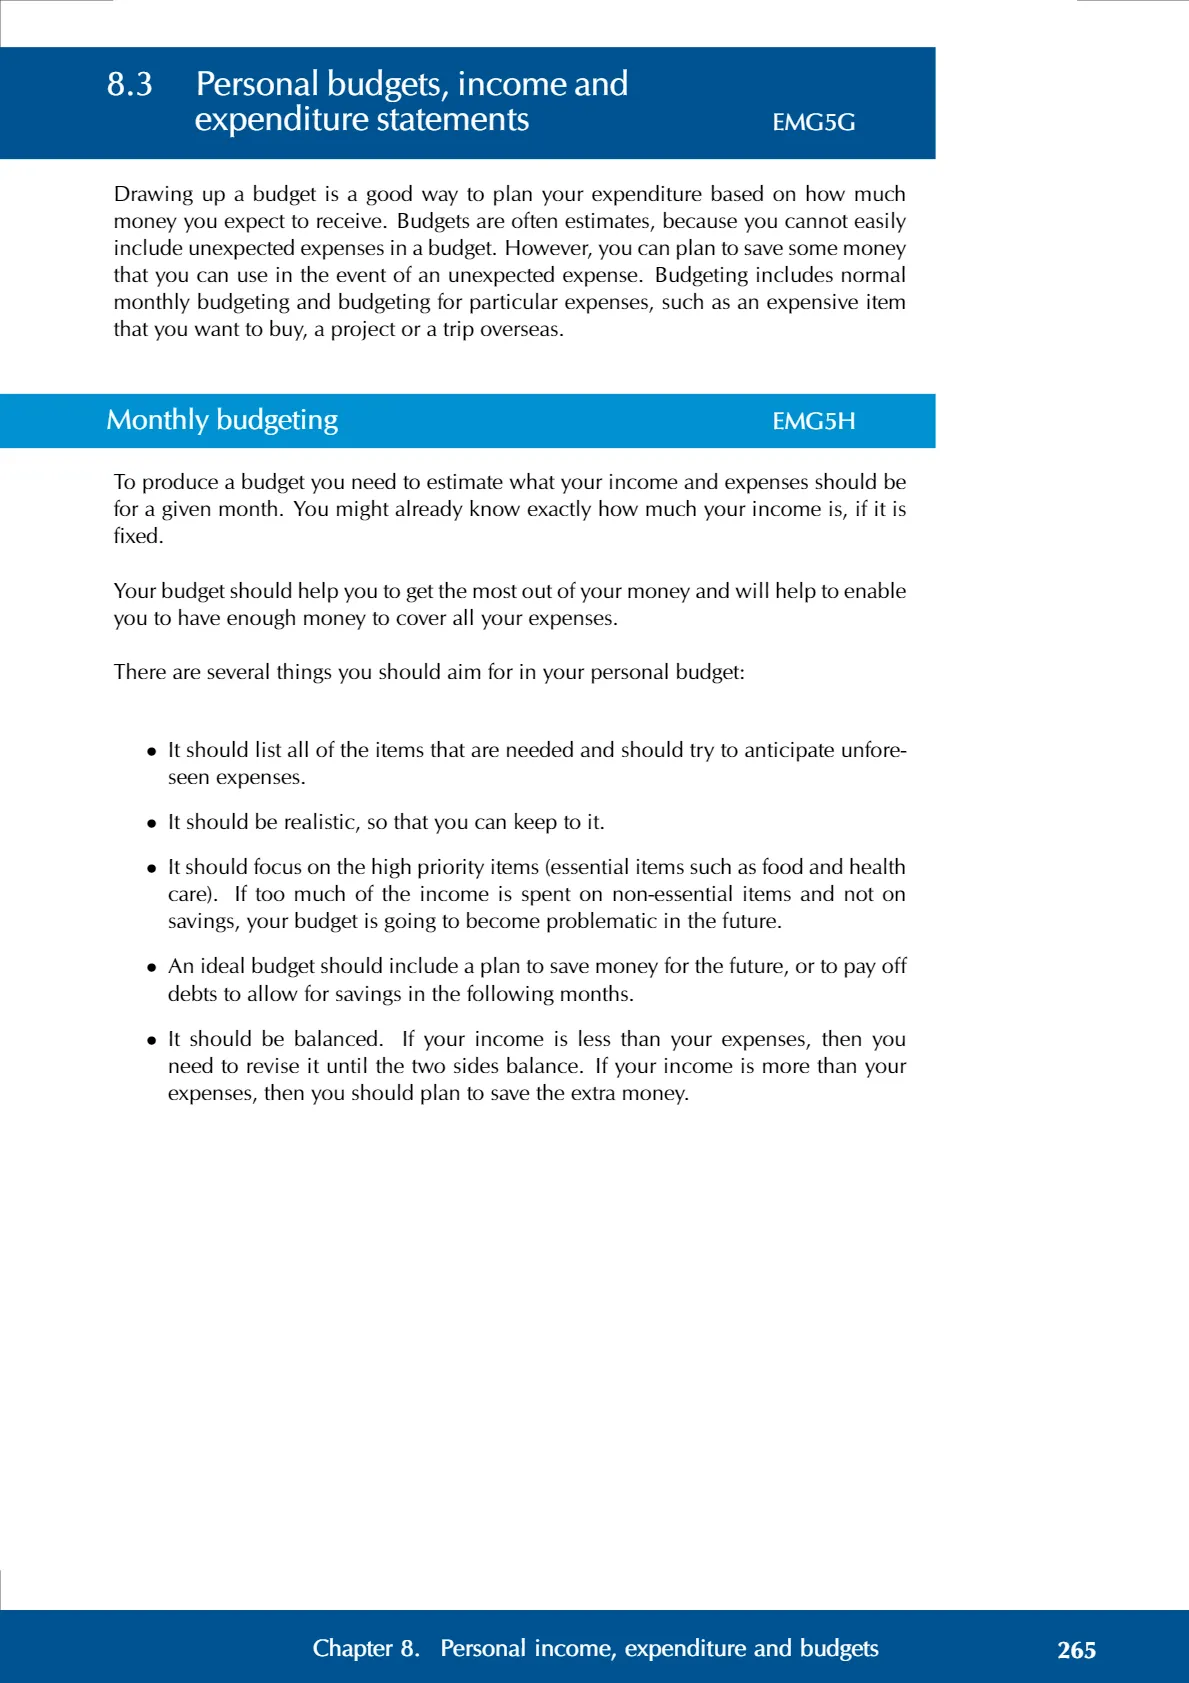 8.3 Personal budgets, income and
expenditure statements EMG5G
Drawing up a budget is a good way to plan your expenditure based on how much
money you expect to receive. Budgets are often estimates, because you cannot easily
include unexpected expenses in a budget. However, you can plan to save some money
that you can use in the event of an unexpected expense. Budgeting includes normal
monthly budgeting and budgeting for particular expenses, such as an expensive item
that you want to buy, a project or a trip overseas.
Monthly budgeting EMG5H
To produce a budget you need to estimate what your income and expenses should be
for a given month. You might already know exactly how much your income is, if it is
fixed.
Your budget should help you to get the most out of your money and will help to enable
you to have enough money to cover all your expenses.
There are several things you should aim for in your personal budget:
• It should list all of the items that are needed and should try to anticipate unfore-
seen expenses.
• It should be realistic, so that you can keep to it.
• It should focus on the high priority items (essential items such as food and health
care). If too much of the income is spent on non-essential items and not on
savings, your budget is going to become problematic in the future.
• An ideal budget should include a plan to save money for the future, or to pay off
debts to allow for savings in the following months.
• It should be balanced. If your income is less than your expenses, then you
need to revise it until the two sides balance. If your income is more than your
expenses, then you should plan to save the extra money.
Chapter 8. Personal income, expenditure and budgets 265